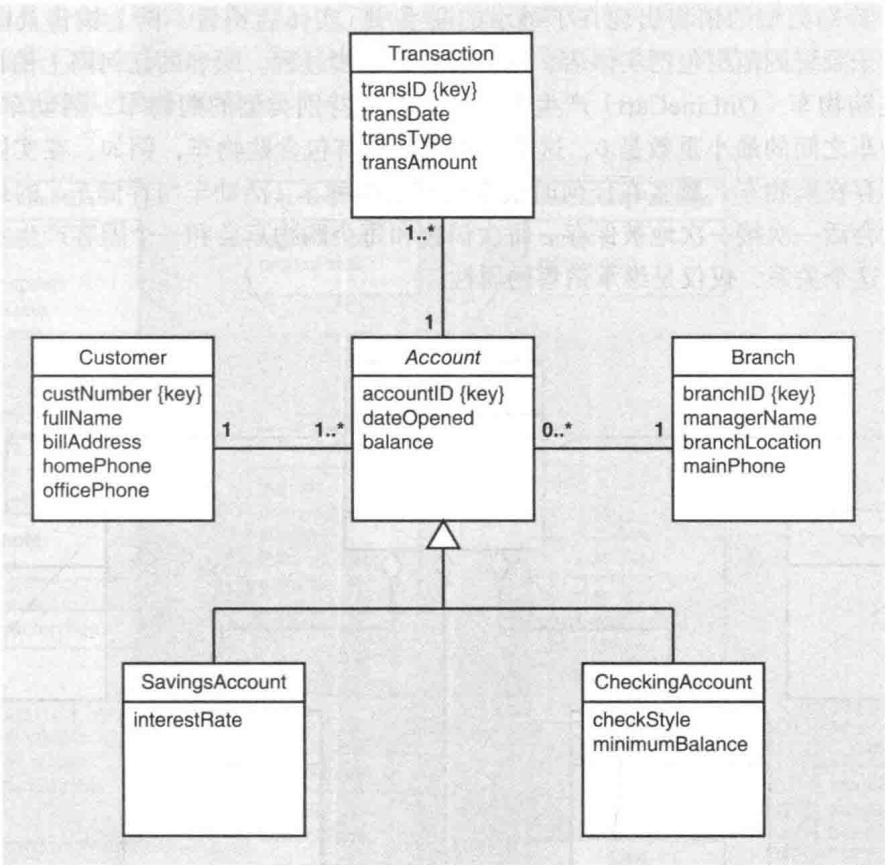 Transaction
transID {key}
transDate
transType
transAmount
1..*
1
Customer
custNumber {key}
fullName
billAddress
homePhone
officePhone
1
1..*
Account
accountID {key}
dateOpened
balance
0..*
1
Branch
branchID {key}
managerName
branchLocation
mainPhone
SavingsAccount
interestRate
CheckingAccount
checkStyle
minimumBalance